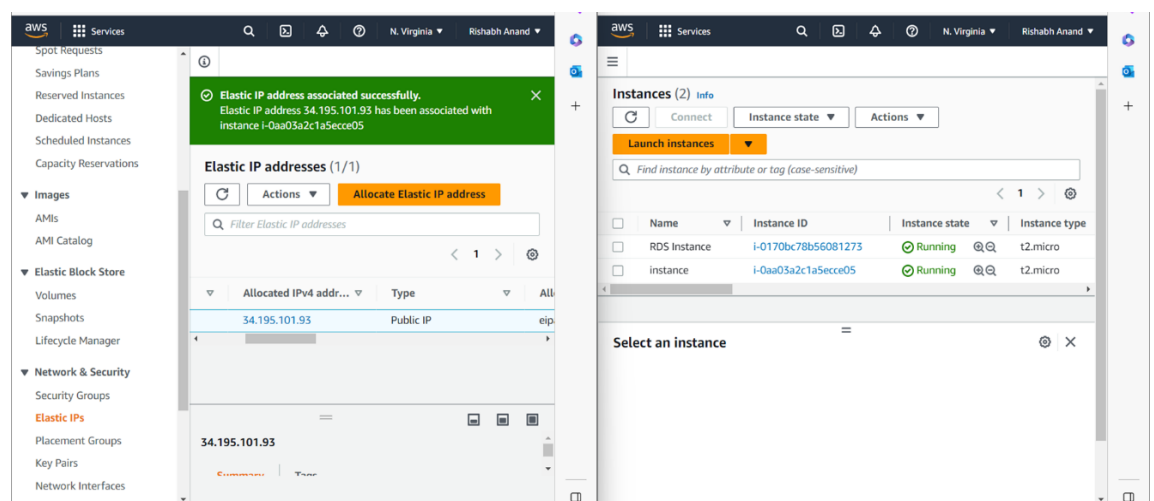 aws
Services
N. Virginia ▼
Rishabh Anand ▼
Spot Requests
Savings Plans
Reserved Instances
Dedicated Hosts
Scheduled Instances
Capacity Reservations
▼ Images
AMIs
AMI Catalog
▼ Elastic Block Store
Volumes
Snapshots
Lifecycle Manager
▼ Network & Security
Security Groups
Elastic IPs
Placement Groups
Key Pairs
Network Interfaces
Elastic IP address associated successfully.
Elastic IP address 34.195.101.93 has been associated with
instance i-0aa03a2c1a5ecce05
Elastic IP addresses (1/1)
Actions ▼
Allocate Elastic IP address
Filter Elastic IP addresses
< 1 >
Allocated IPv4 addr... Type All
34.195.101.93 Public IP eip
34.195.101.93
Summary Tags
aws
Services
N. Virginia ▼
Rishabh Anand ▼
Instances (2) Info
Connect
Instance state ▼
Actions ▼
Launch instances ▼
Find instance by attribute or tag (case-sensitive)
< 1 >
Name Instance ID Instance state Instance type
RDS Instance i-0170bc78b56081273 Running t2.micro
instance i-0aa03a2c1a5ecce05 Running t2.micro
Select an instance